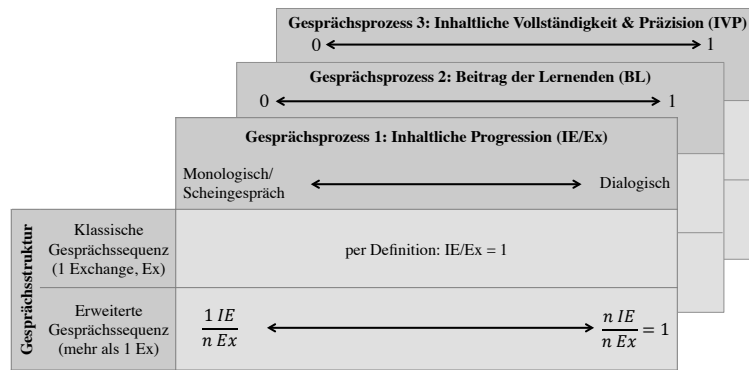 Gesprächsprozess 3: Inhaltliche Vollständigkeit & Präzision (IVP)
0 1
Gesprächsprozess 2: Beitrag der Lernenden (BL)
0 1
Gesprächsprozess 1: Inhaltliche Progression (IE/Ex)
Monologisch/
Scheingespräch
Dialogisch
Gesprächsstruktur
Klassische
Gesprächssequenz
(1 Exchange, Ex)
per Definition: IE/Ex = 1
Erweiterte
Gesprächssequenz
(mehr als 1 Ex)
1 IE
n Ex
n IE
n Ex
= 1